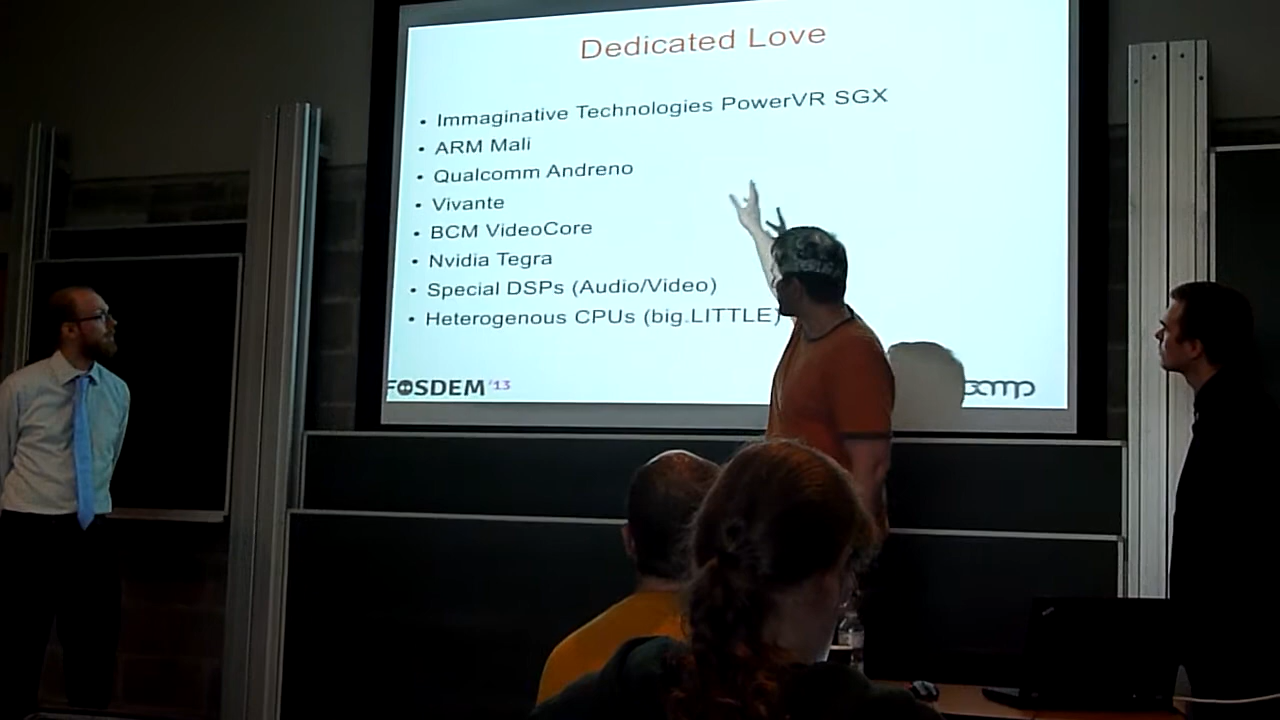 Dedicated Love
• Immaginative Technologies PowerVR SGX
• ARM Mali
• Qualcomm Andreno
• Vivante
• BCM VideoCore
• Nvidia Tegra
• Special DSPs (Audio/Video)
• Heterogenous CPUs (big.LITTLE)
FOSDEM '13